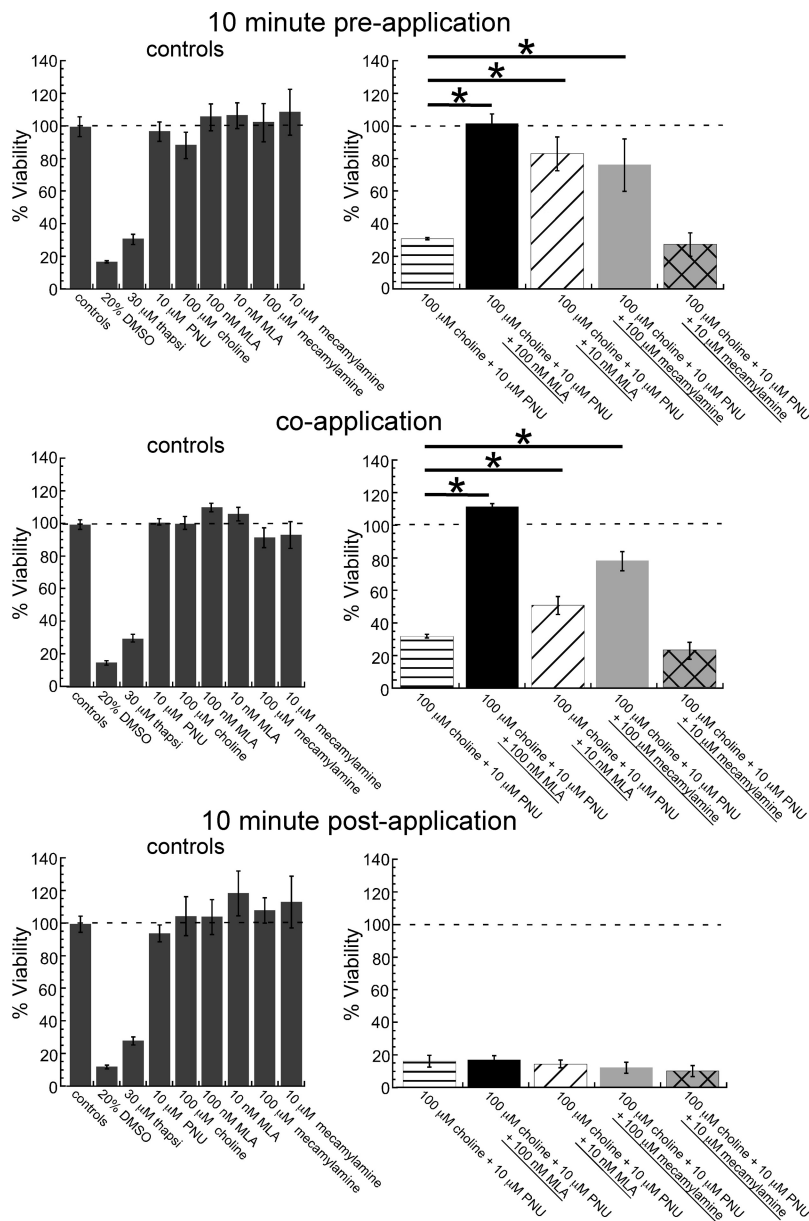 10 minute pre-application
controls
% Viability
140
120
100
80
60
40
20
0
controls
20% DMSO
30 μM thapsi
10 μM PNU
100 μM choline
100 nM MLA
10 nM MLA
100 μM mecamylamine
10 μM mecamylamine
% Viability
140
120
100
80
60
40
20
0
*
*
*
100 μM choline + 10 μM PNU
100 μM choline + 10 μM PNU
+ 100 nM MLA
100 μM choline + 10 μM PNU
+ 10 nM MLA
100 μM choline + 10 μM PNU
+ 100 μM mecamylamine
100 μM choline + 10 μM PNU
+ 10 μM mecamylamine
co-application
controls
% Viability
140
120
100
80
60
40
20
0
controls
20% DMSO
30 μM thapsi
10 μM PNU
100 μM choline
100 nM MLA
10 nM MLA
100 μM mecamylamine
10 μM mecamylamine
% Viability
140
120
100
80
60
40
20
0
*
*
*
100 μM choline + 10 μM PNU
100 μM choline + 10 μM PNU
+ 100 nM MLA
100 μM choline + 10 μM PNU
+ 10 nM MLA
100 μM choline + 10 μM PNU
+ 100 μM mecamylamine
100 μM choline + 10 μM PNU
+ 10 μM mecamylamine
10 minute post-application
controls
% Viability
140
120
100
80
60
40
20
0
controls
20% DMSO
30 μM thapsi
10 μM PNU
100 μM choline
100 nM MLA
10 nM MLA
100 μM mecamylamine
10 μM mecamylamine
% Viability
140
120
100
80
60
40
20
0
100 μM choline + 10 μM PNU
100 μM choline + 10 μM PNU
+ 100 nM MLA
100 μM choline + 10 μM PNU
+ 10 nM MLA
100 μM choline + 10 μM PNU
+ 100 μM mecamylamine
100 μM choline + 10 μM PNU
+ 10 μM mecamylamine